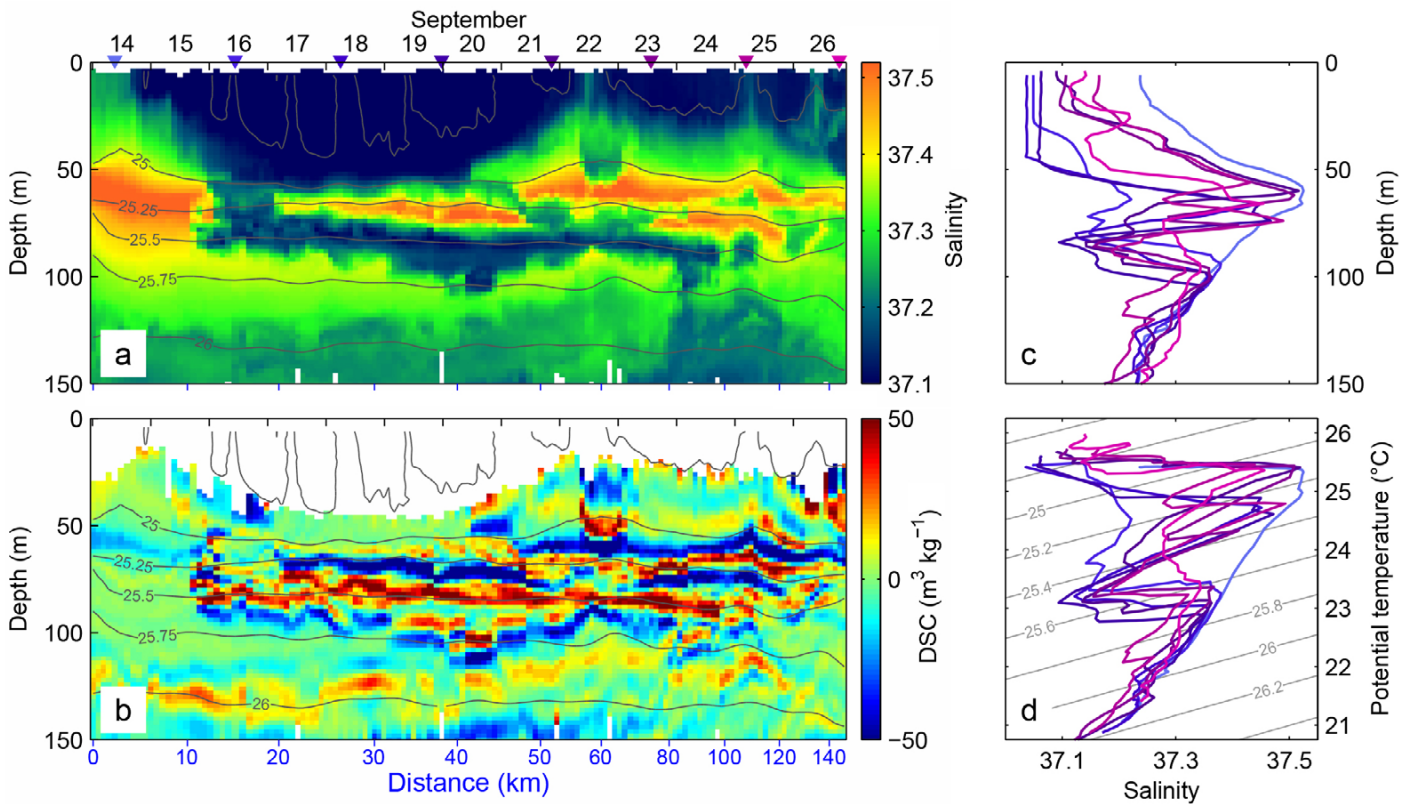 September
14 15 16 17 18 19 20 21 22 23 24 25 26
0
50
100
150
Depth (m)
25
25.25
25.5
25.75
26
a
37.5
37.4
37.3
37.2
37.1
Salinity
0
50
100
150
Depth (m)
c
0
50
100
150
Depth (m)
25
25.25
25.5
25.75
26
b
0 10 20 30 40 50 60 80 100 120 140
Distance (km)
50
0
−50
DSC (m³ kg⁻¹)
25
25.2
25.4
25.6
25.8
26
26.2
d
26
25
24
23
22
21
Potential temperature (°C)
37.1 37.3 37.5
Salinity